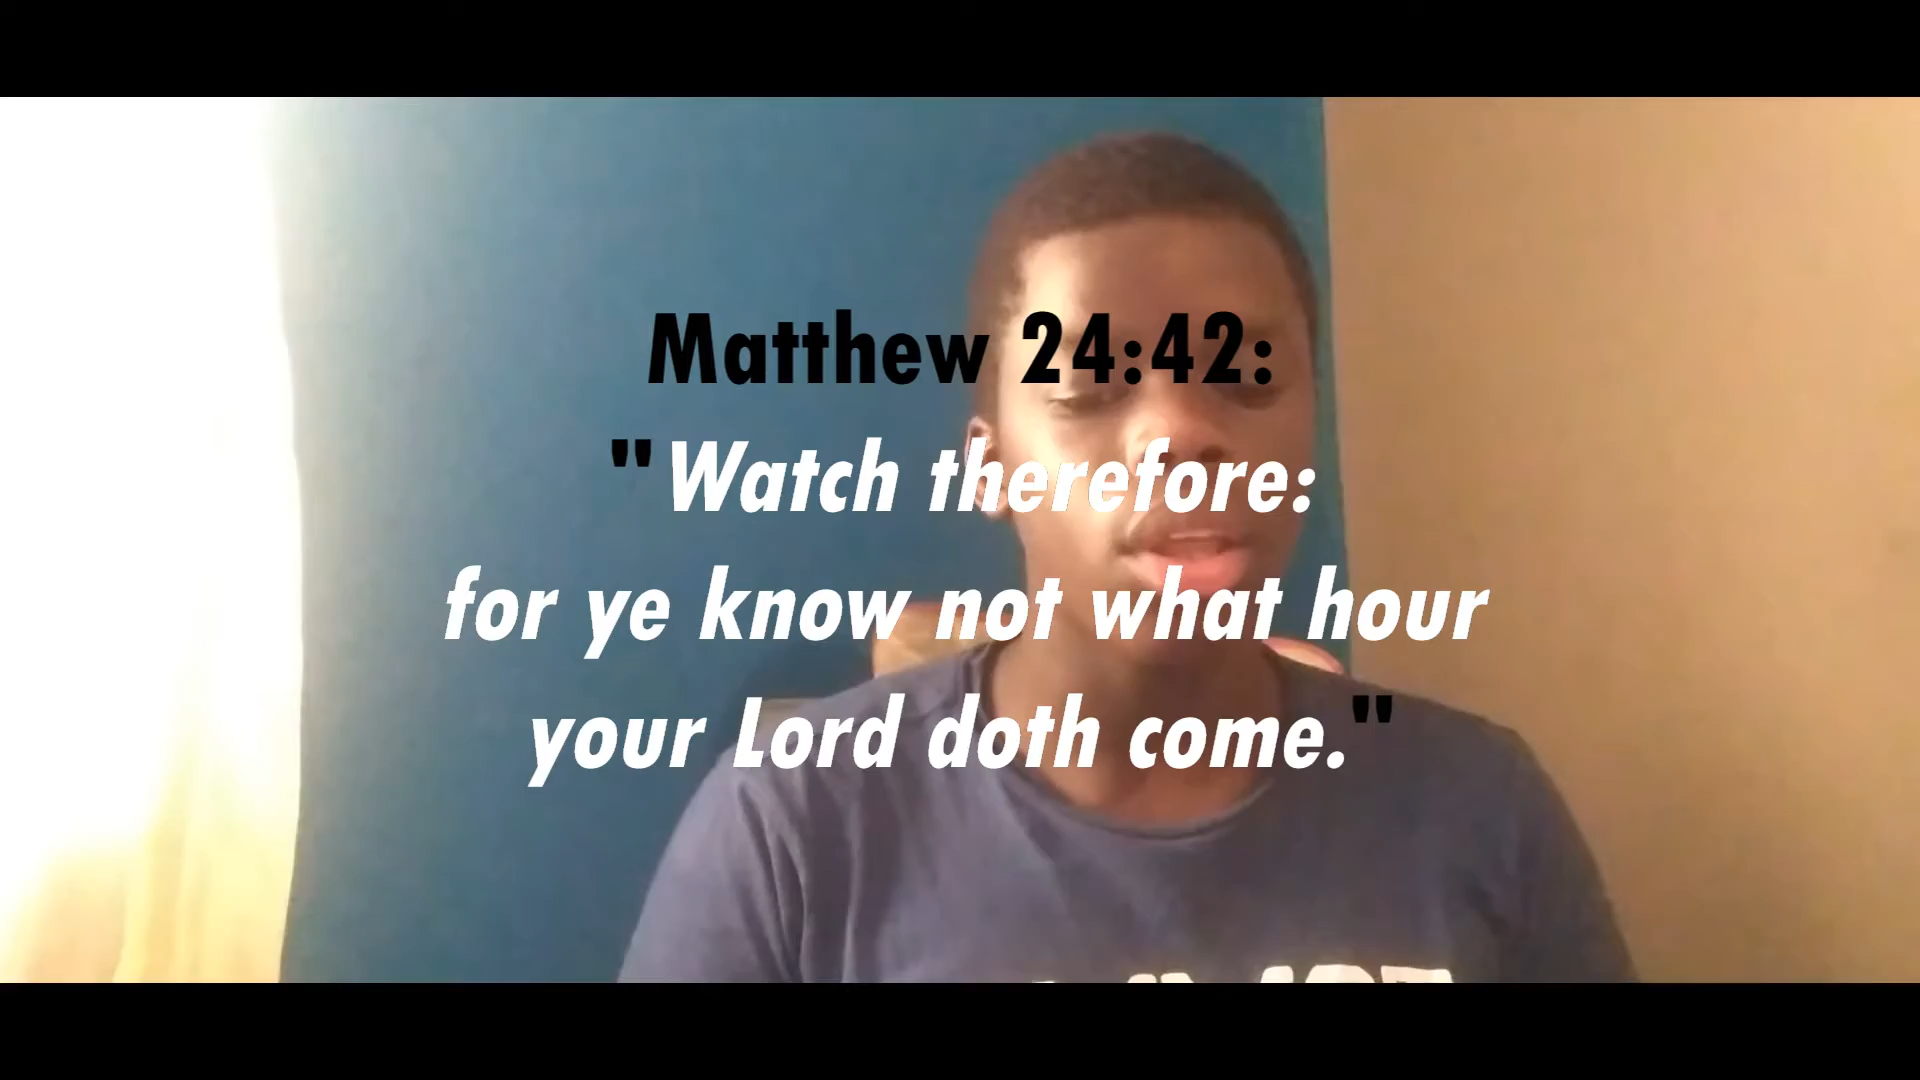 Matthew 24:42:
"Watch therefore:
for ye know not what hour
your Lord doth come."